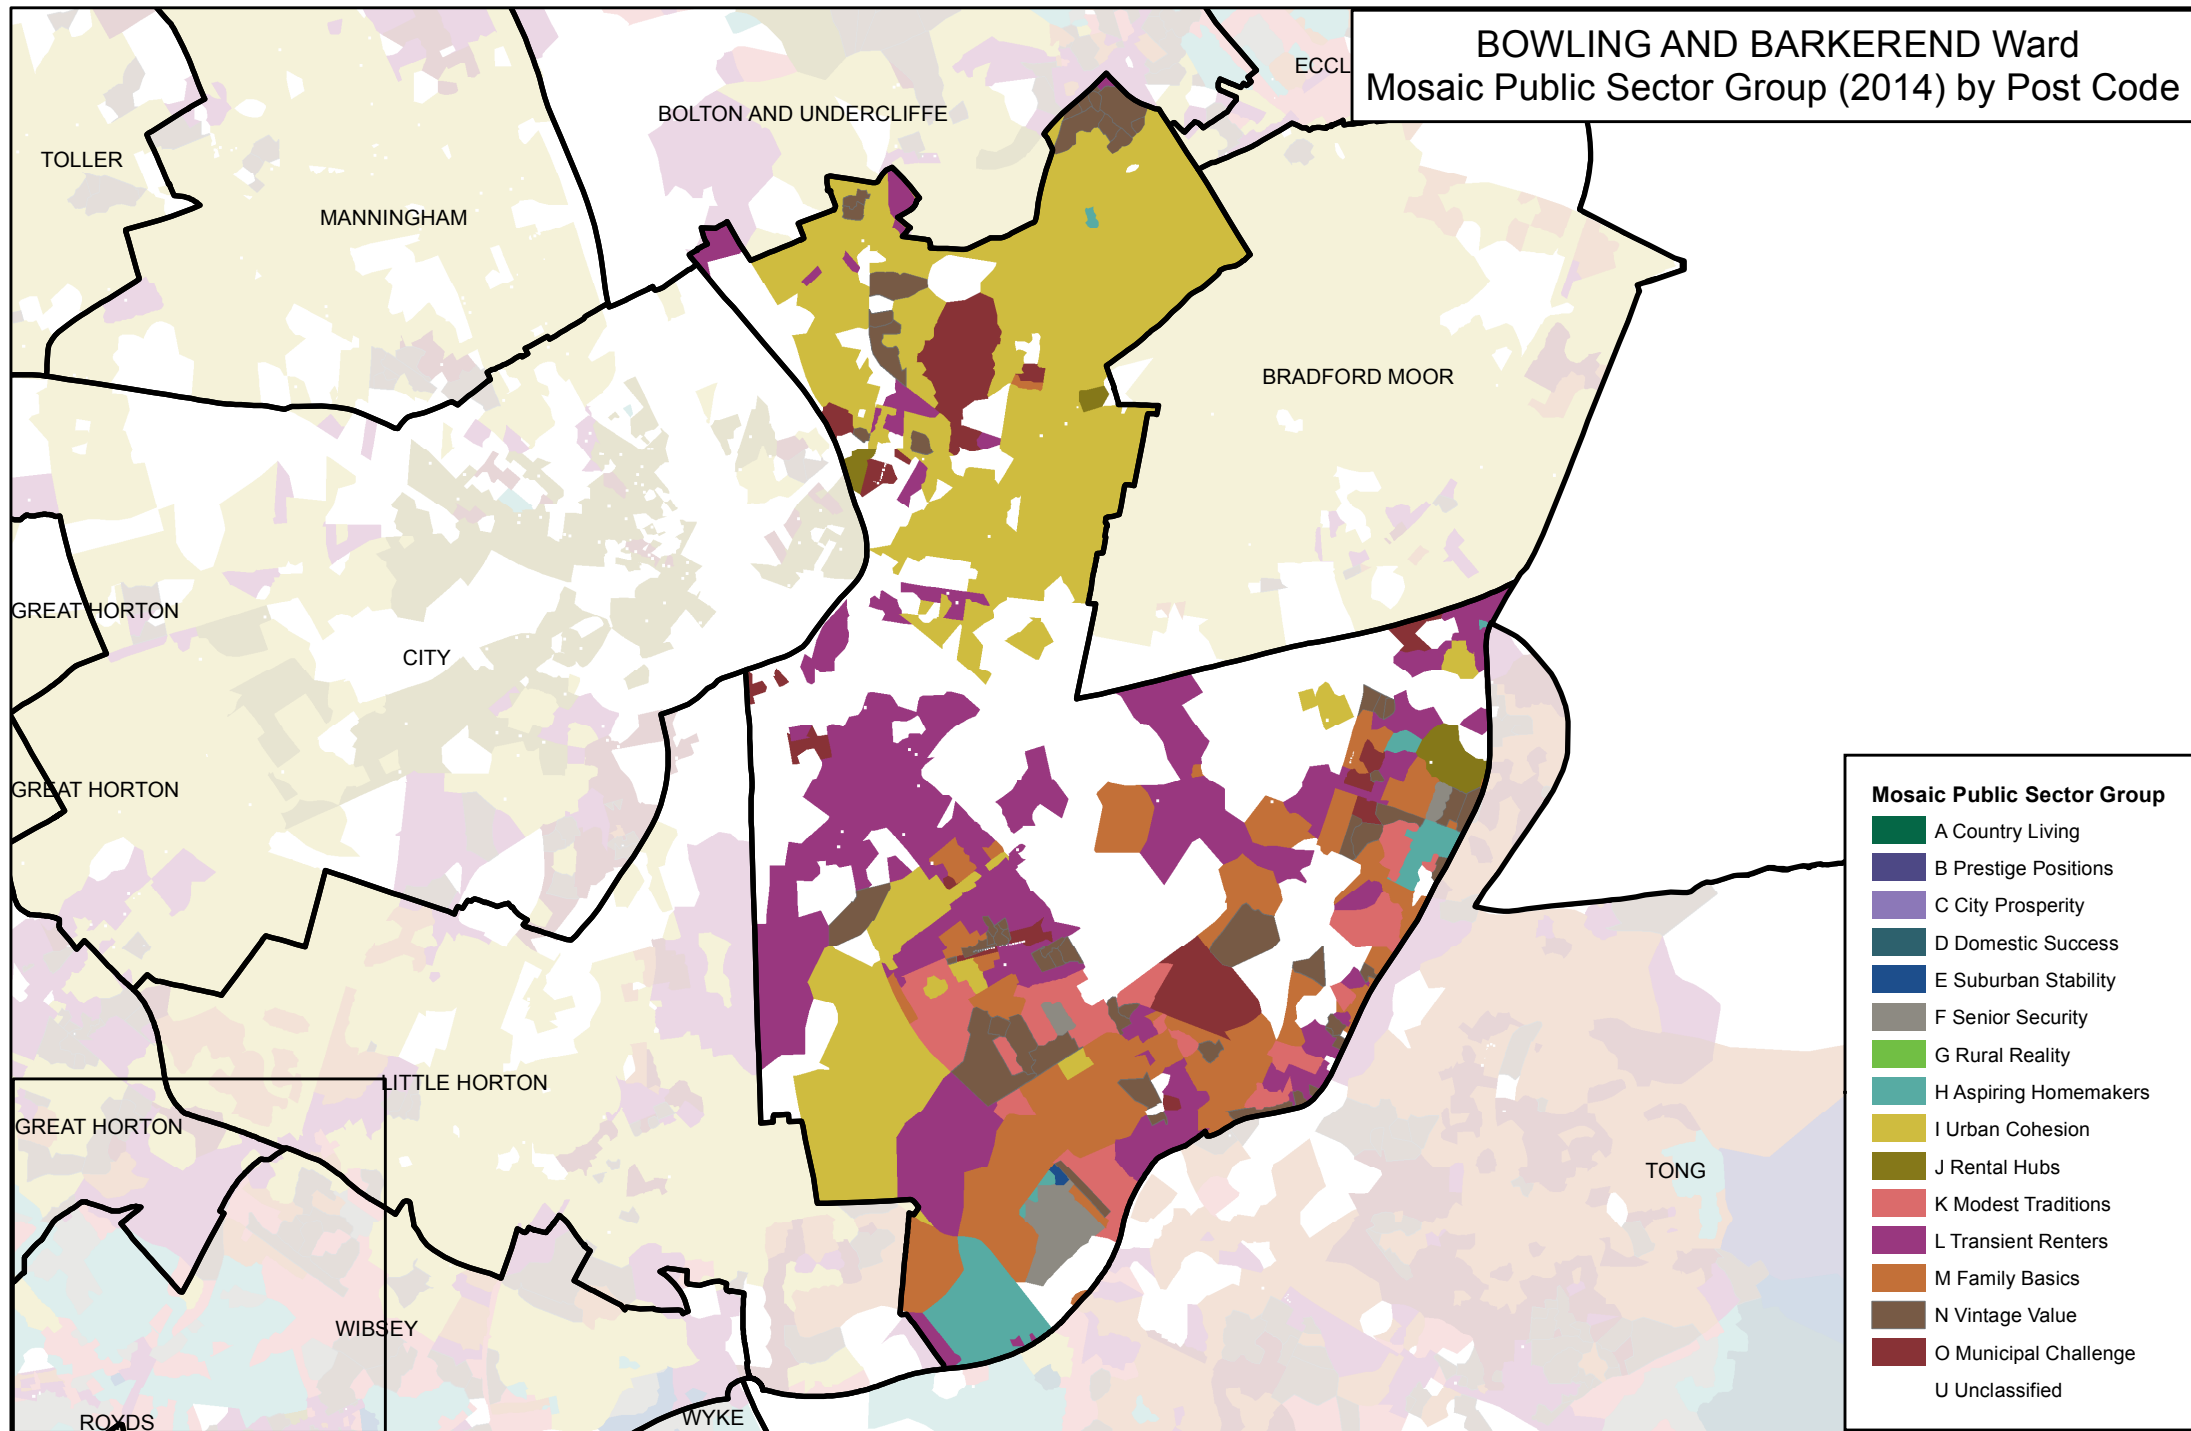 BOWLING AND BARKEREND Ward
Mosaic Public Sector Group (2014) by Post Code
ECCL
BOLTON AND UNDERCLIFFE
TOLLER
MANNINGHAM
BRADFORD MOOR
GREAT HORTON
CITY
GREAT HORTON
LITTLE HORTON
GREAT HORTON
TONG
WIBSEY
ROYDS
WYKE
Mosaic Public Sector Group
A Country Living
B Prestige Positions
C City Prosperity
D Domestic Success
E Suburban Stability
F Senior Security
G Rural Reality
H Aspiring Homemakers
I Urban Cohesion
J Rental Hubs
K Modest Traditions
L Transient Renters
M Family Basics
N Vintage Value
O Municipal Challenge
U Unclassified